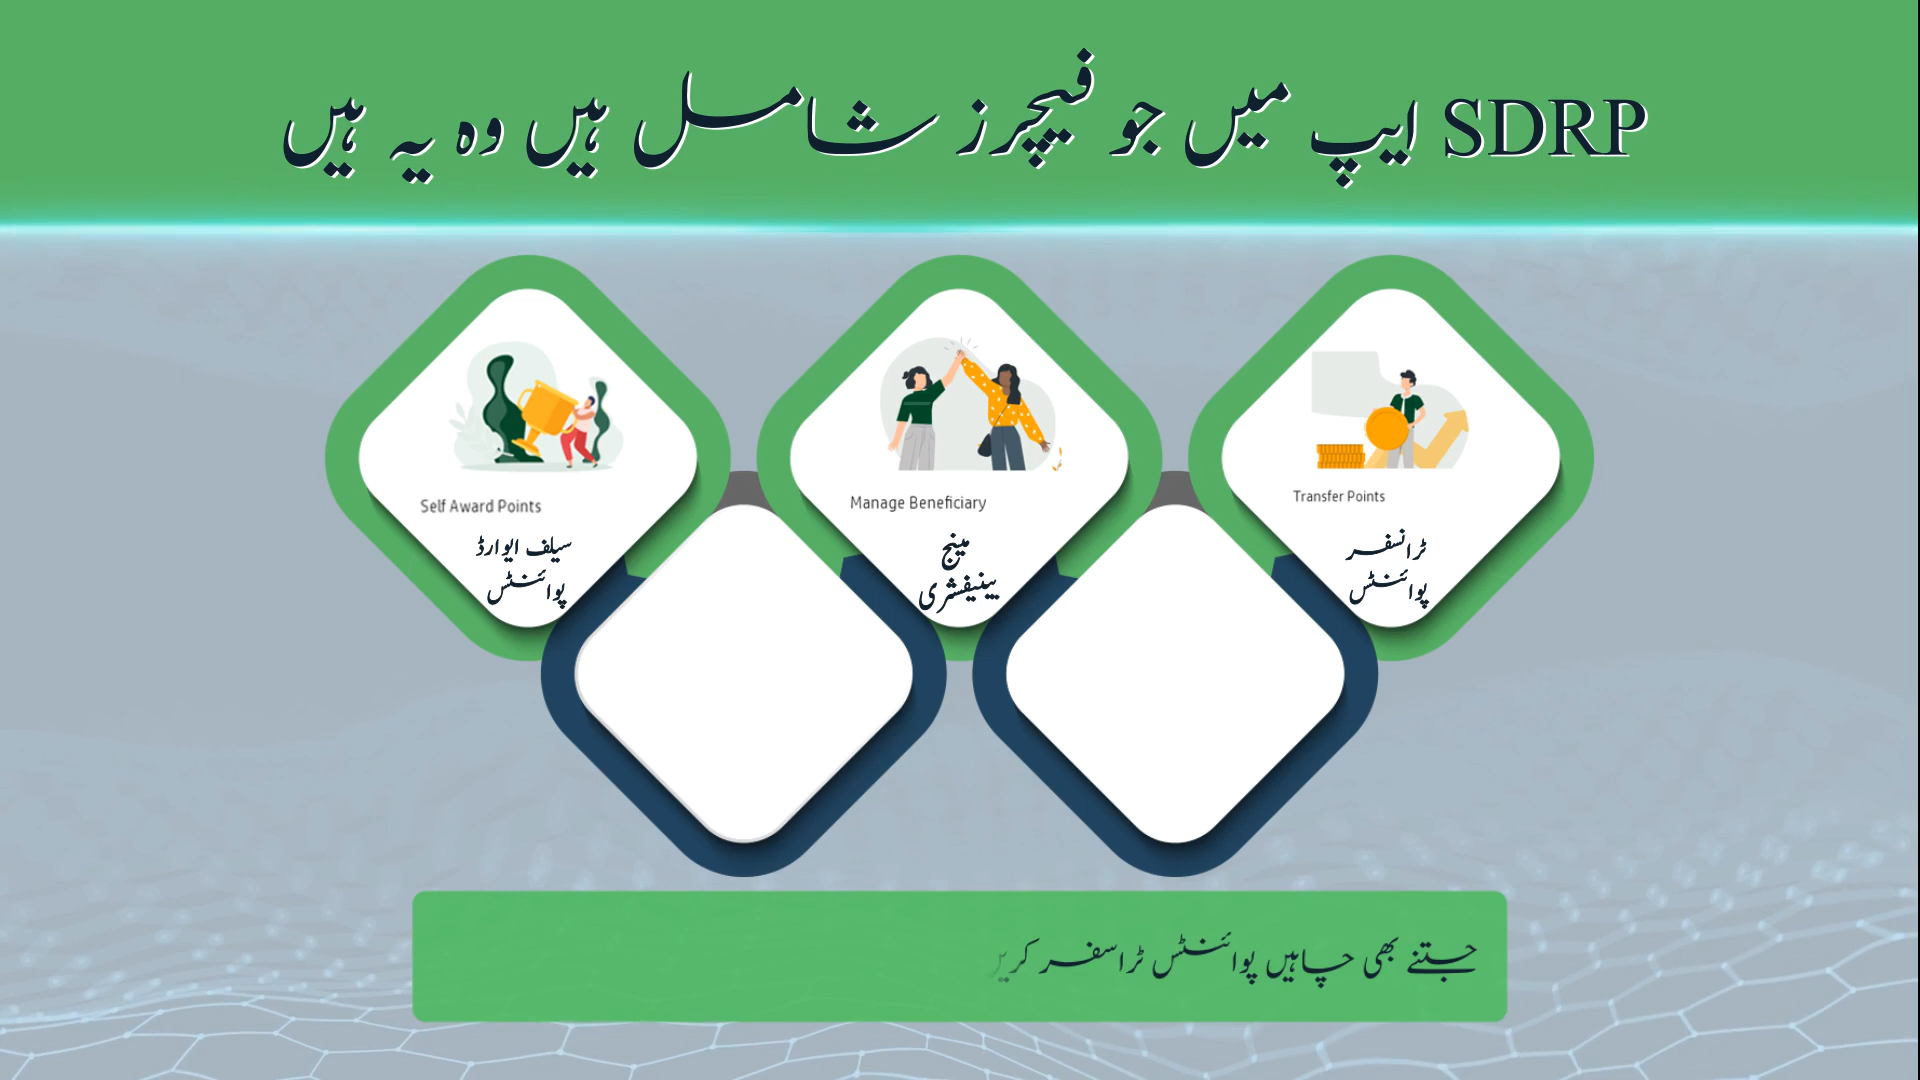 SDRP ایپ میں جو فیچرز شامل ہیں وہ یہ ہیں
Self Award Points
سیلف ایوارڈ
پوائنٹس
Manage Beneficiary
مینج
بینیفشری
Transfer Points
ٹرانسفر
پوائنٹس
جتنے بھی چاہیں پوائنٹس ٹراسفر کریں